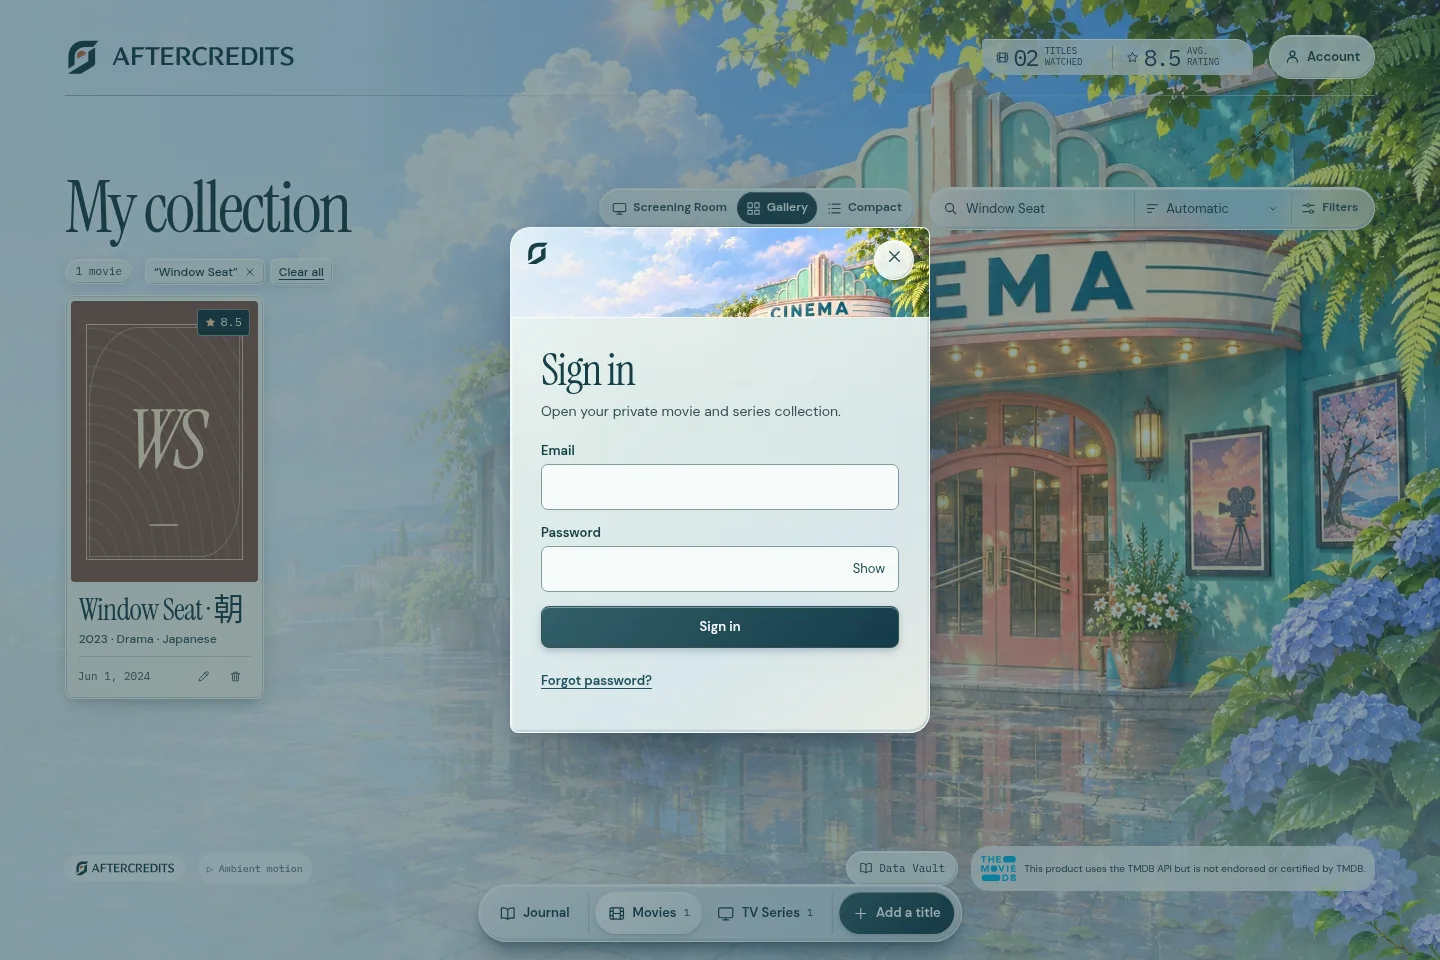 AFTERCREDITS
02 TITLES WATCHED
8.5 AVG. RATING
Account
My collection
Screening Room
Gallery
Compact
Window Seat
Automatic
Filters
1 movie
“Window Seat”
Clear all
8.5
WS
Window Seat · 朝
2023 · Drama · Japanese
Jun 1, 2024
CINEMA
Sign in
Open your private movie and series collection.
Email
Password
Show
Sign in
Forgot password?
EMA
AFTERCREDITS
Ambient motion
Data Vault
THE
MOVIE
DB
This product uses the TMDB API but is not endorsed or certified by TMDB.
Journal
Movies 1
TV Series 1
Add a title